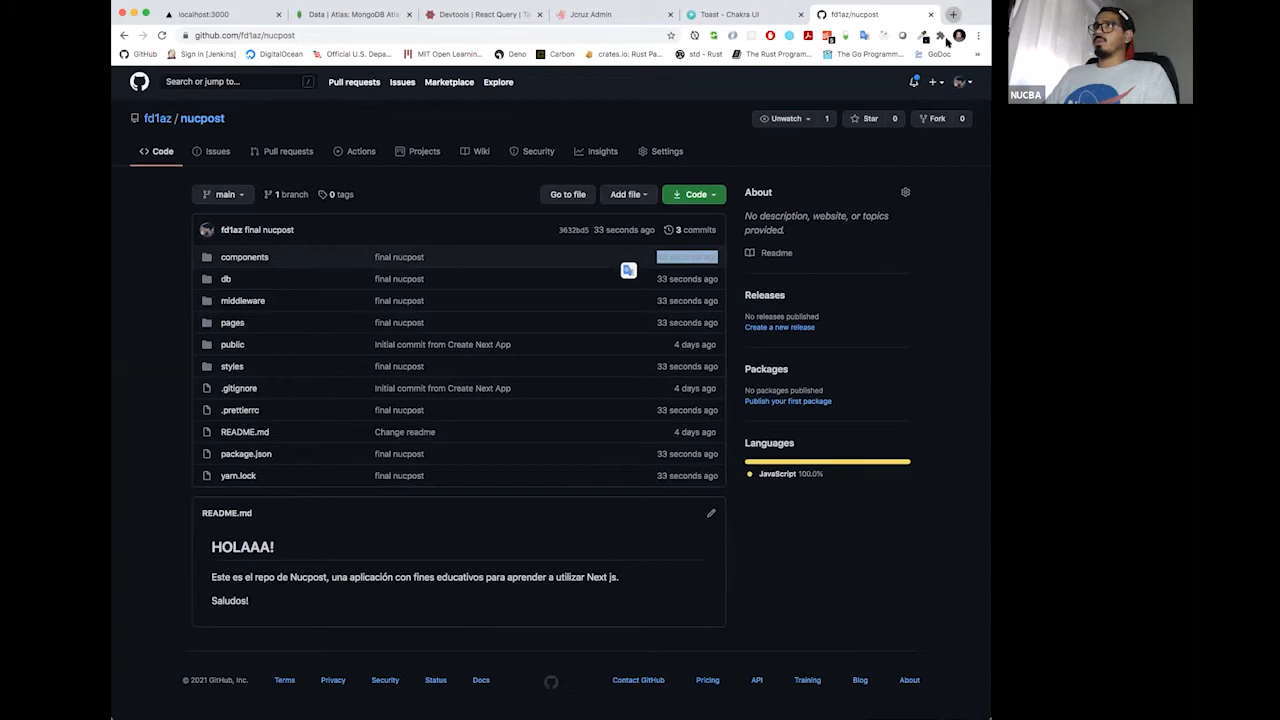 localhost:3000
Data | Atlas: MongoDB Atla
Devtools | React Query | Ta
Jcruz Admin
Toast - Chakra UI
fd1az/nucpost
github.com/fd1az/nucpost
GitHub
Sign in [Jenkins]
DigitalOcean
Official U.S. Depa...
MIT Open Learnin...
Deno
Carbon
crates.io: Rust Pa...
std - Rust
The Rust Program...
The Go Programm...
GoDoc
»
NUCBA
Search or jump to...
/
Pull requests
Issues
Marketplace
Explore
fd1az / nucpost
Unwatch 1
Star 0
Fork 0
Code
Issues
Pull requests
Actions
Projects
Wiki
Security
Insights
Settings
main
1 branch
0 tags
Go to file
Add file
Code
About
No description, website, or topics
provided.
Readme
fd1az final nucpost 3632bd5 33 seconds ago 3 commits
components final nucpost 33 seconds ago
db final nucpost 33 seconds ago
middleware final nucpost 33 seconds ago
pages final nucpost 33 seconds ago
public Initial commit from Create Next App 4 days ago
styles final nucpost 33 seconds ago
.gitignore Initial commit from Create Next App 4 days ago
.prettierrc final nucpost 33 seconds ago
README.md Change readme 4 days ago
package.json final nucpost 33 seconds ago
yarn.lock final nucpost 33 seconds ago
Releases
No releases published
Create a new release
Packages
No packages published
Publish your first package
Languages
JavaScript 100.0%
README.md
HOLAAA!
Este es el repo de Nucpost, una aplicación con fines educativos para aprender a utilizar Next js.
Saludos!
© 2021 GitHub, Inc.
Terms
Privacy
Security
Status
Docs
Contact GitHub
Pricing
API
Training
Blog
About